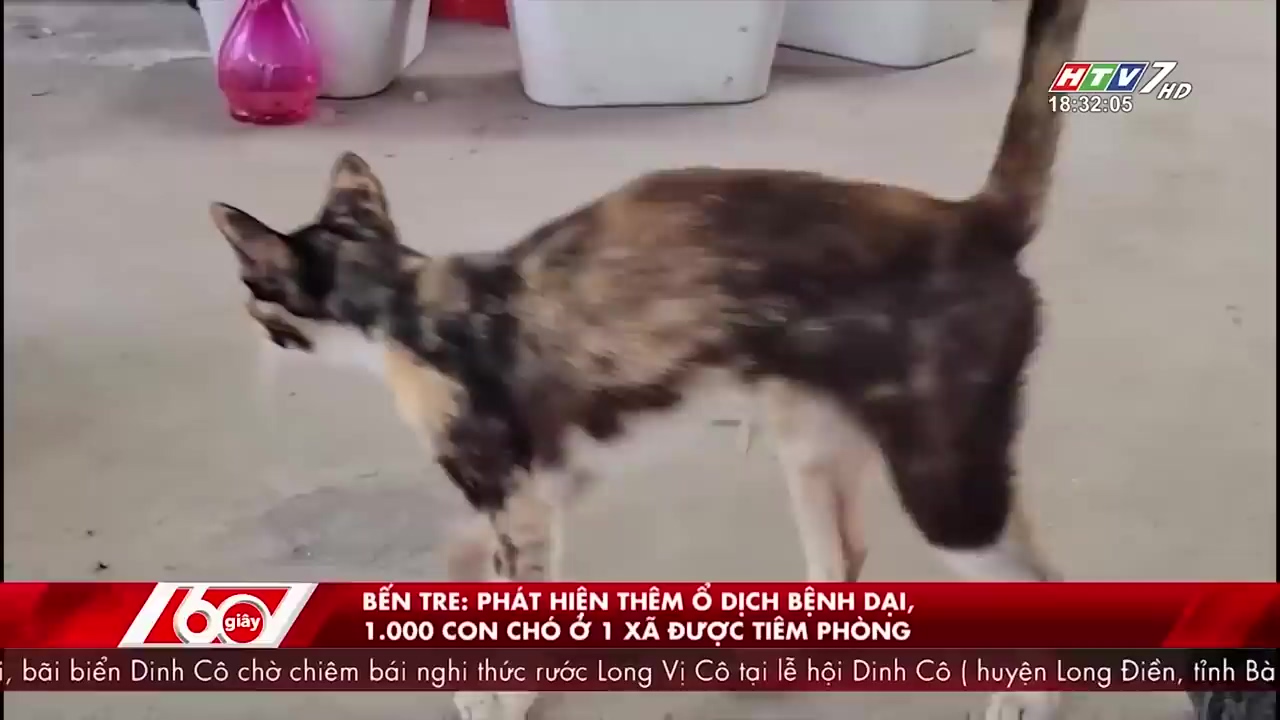 HTV7 HD
18:32:05
60 giây
BẾN TRE: PHÁT HIỆN THÊM Ổ DỊCH BỆNH DẠI,
1.000 CON CHÓ Ở 1 XÃ ĐƯỢC TIÊM PHÒNG
i, bãi biển Dinh Cô chờ chiêm bái nghi thức rước Long Vị Cô tại lễ hội Dinh Cô ( huyện Long Điền, tỉnh Bà